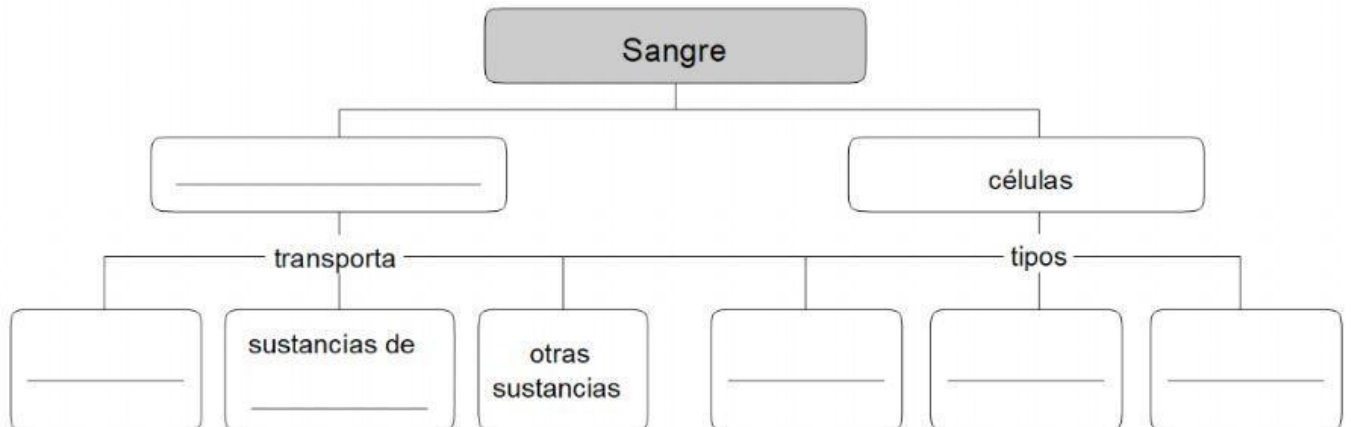 Sangre
células
transporta
tipos
sustancias de
otras
sustancias